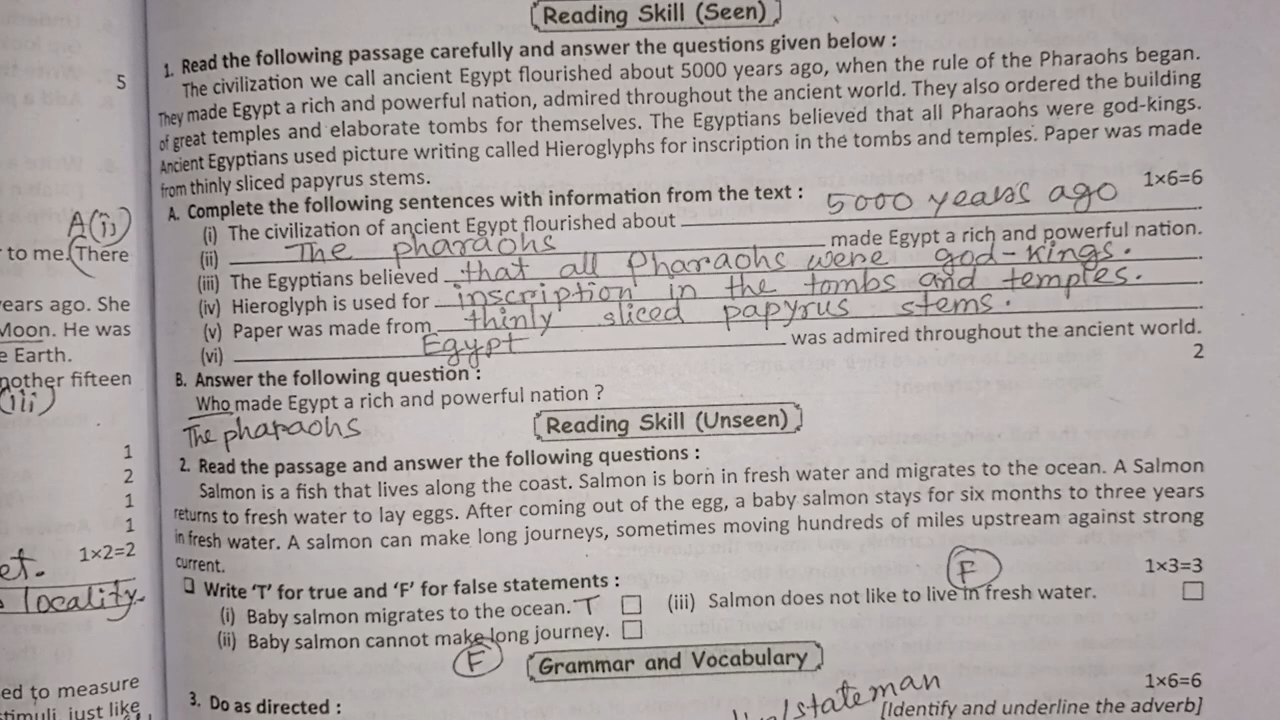 Reading Skill (Seen)
5
1. Read the following passage carefully and answer the questions given below :
The civilization we call ancient Egypt flourished about 5000 years ago, when the rule of the Pharaohs began.
They made Egypt a rich and powerful nation, admired throughout the ancient world. They also ordered the building
of great temples and elaborate tombs for themselves. The Egyptians believed that all Pharaohs were god-kings.
Ancient Egyptians used picture writing called Hieroglyphs for inscription in the tombs and temples. Paper was made
from thinly sliced papyrus stems.
A. Complete the following sentences with information from the text : 1×6=6
(i) The civilization of ancient Egypt flourished about 5000 years ago.
(ii) The pharaohs made Egypt a rich and powerful nation.
(iii) The Egyptians believed that all Pharaohs were god-kings.
(iv) Hieroglyph is used for inscription in the tombs and temples.
(v) Paper was made from thinly sliced papyrus stems.
(vi) Egypt was admired throughout the ancient world.
B. Answer the following question : 2
Who made Egypt a rich and powerful nation ?
The pharaohs
Reading Skill (Unseen)
2. Read the passage and answer the following questions :
Salmon is a fish that lives along the coast. Salmon is born in fresh water and migrates to the ocean. A Salmon
returns to fresh water to lay eggs. After coming out of the egg, a baby salmon stays for six months to three years
in fresh water. A salmon can make long journeys, sometimes moving hundreds of miles upstream against strong
current.
Write 'T' for true and 'F' for false statements : 1×3=3
(i) Baby salmon migrates to the ocean. T (iii) Salmon does not like to live in fresh water. F
(ii) Baby salmon cannot make long journey. F
Grammar and Vocabulary
3. Do as directed : 1×6=6
stateman [Identify and underline the adverb]
A(ii)
to me. There
ears ago. She
Moon. He was
e Earth.
nother fifteen
(iii)
1
2
1
1
1×2=2
et.
locality.
ed to measure
timuli, just like